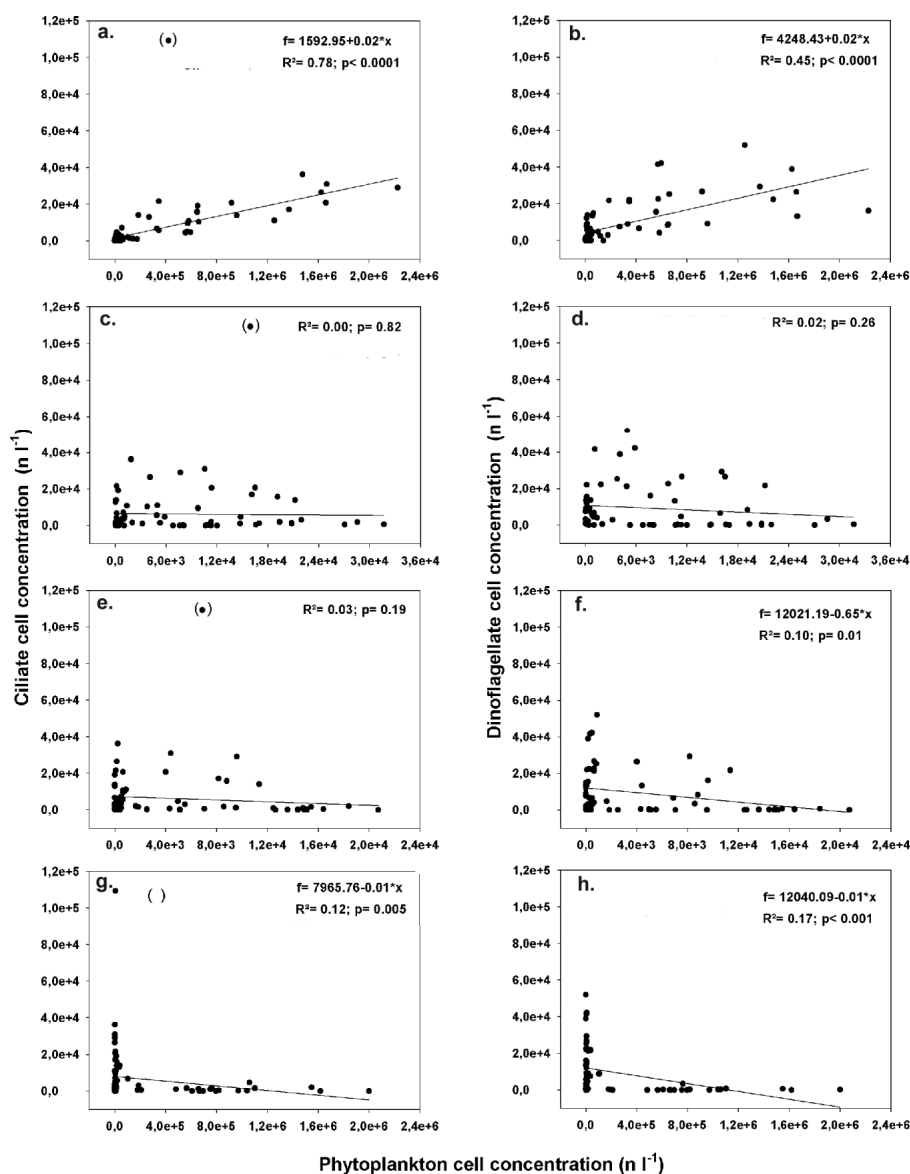 a.
f= 1592.95+0.02*x
R²= 0.78; p< 0.0001
1,2e+5
1,0e+5
8,0e+4
6,0e+4
4,0e+4
2,0e+4
0,0
0,0 4,0e+5 8,0e+5 1,2e+6 1,6e+6 2,0e+6 2,4e+6
b.
f= 4248.43+0.02*x
R²= 0.45; p< 0.0001
1,2e+5
1,0e+5
8,0e+4
6,0e+4
4,0e+4
2,0e+4
0,0
0,0 4,0e+5 8,0e+5 1,2e+6 1,6e+6 2,0e+6 2,4e+6
c.
R²= 0.00; p= 0.82
1,2e+5
1,0e+5
8,0e+4
6,0e+4
4,0e+4
2,0e+4
0,0
0,0 6,0e+3 1,2e+4 1,8e+4 2,4e+4 3,0e+4 3,6e+4
d.
R²= 0.02; p= 0.26
1,2e+5
1,0e+5
8,0e+4
6,0e+4
4,0e+4
2,0e+4
0,0
0,0 6,0e+3 1,2e+4 1,8e+4 2,4e+4 3,0e+4 3,6e+4
Ciliate cell concentration (n l⁻¹)
Dinoflagellate cell concentration (n l⁻¹)
e.
R²= 0.03; p= 0.19
1,2e+5
1,0e+5
8,0e+4
6,0e+4
4,0e+4
2,0e+4
0,0
0,0 4,0e+3 8,0e+3 1,2e+4 1,6e+4 2,0e+4 2,4e+4
f.
f= 12021.19-0.65*x
R²= 0.10; p= 0.01
1,2e+5
1,0e+5
8,0e+4
6,0e+4
4,0e+4
2,0e+4
0,0
0,0 4,0e+3 8,0e+3 1,2e+4 1,6e+4 2,0e+4 2,4e+4
g.
f= 7965.76-0.01*x
R²= 0.12; p= 0.005
1,2e+5
1,0e+5
8,0e+4
6,0e+4
4,0e+4
2,0e+4
0,0
0,0 4,0e+5 8,0e+5 1,2e+6 1,6e+6 2,0e+6 2,4e+6
h.
f= 12040.09-0.01*x
R²= 0.17; p< 0.001
1,2e+5
1,0e+5
8,0e+4
6,0e+4
4,0e+4
2,0e+4
0,0
0,0 4,0e+5 8,0e+5 1,2e+6 1,6e+6 2,0e+6 2,4e+6
Phytoplankton cell concentration (n l⁻¹)